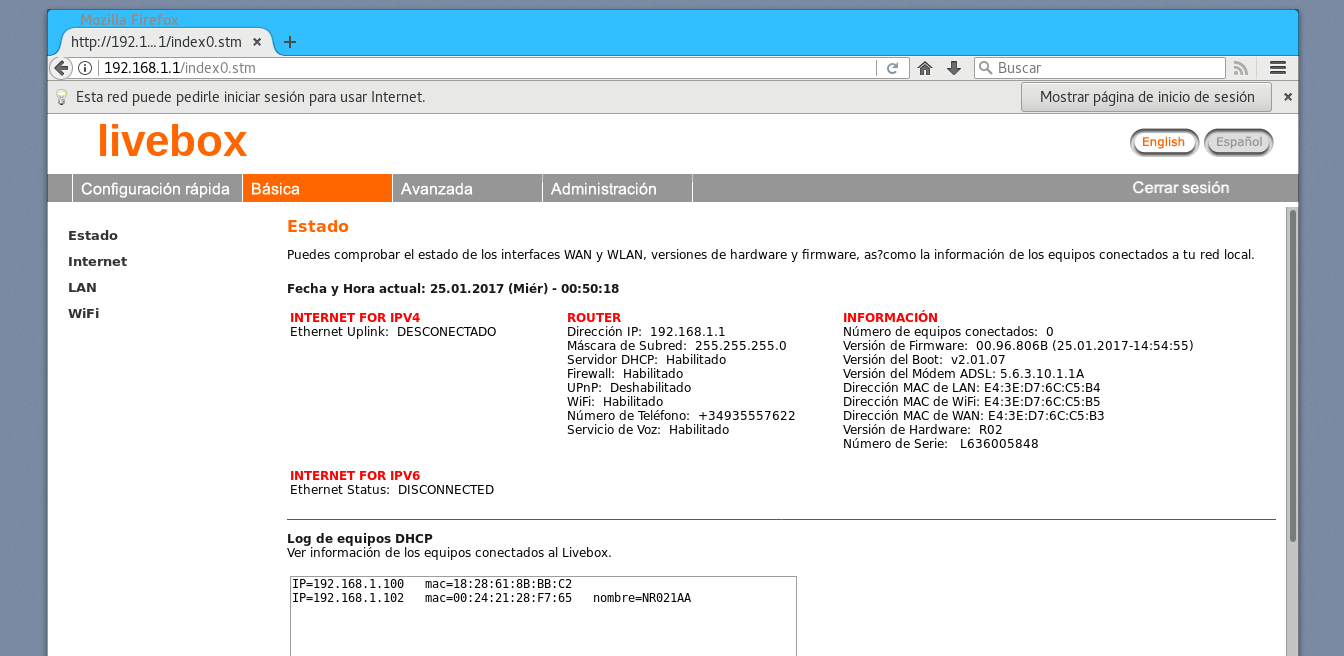 Mozilla Firefox
http://192.1...1/index0.stm × +
192.168.1.1/index0.stm Buscar
Esta red puede pedirle iniciar sesión para usar Internet. Mostrar página de inicio de sesión ×
livebox English Español
Configuración rápida Básica Avanzada Administración Cerrar sesión
Estado
Internet
LAN
WiFi
Estado
Puedes comprobar el estado de los interfaces WAN y WLAN, versiones de hardware y firmware, as?como la información de los equipos conectados a tu red local.
Fecha y Hora actual: 25.01.2017 (Miér) - 00:50:18
INTERNET FOR IPV4
Ethernet Uplink: DESCONECTADO
ROUTER
Dirección IP: 192.168.1.1
Máscara de Subred: 255.255.255.0
Servidor DHCP: Habilitado
Firewall: Habilitado
UPnP: Deshabilitado
WiFi: Habilitado
Número de Teléfono: +34935557622
Servicio de Voz: Habilitado
INFORMACIÓN
Número de equipos conectados: 0
Versión de Firmware: 00.96.806B (25.01.2017-14:54:55)
Versión del Boot: v2.01.07
Versión del Módem ADSL: 5.6.3.10.1.1A
Dirección MAC de LAN: E4:3E:D7:6C:C5:B4
Dirección MAC de WiFi: E4:3E:D7:6C:C5:B5
Dirección MAC de WAN: E4:3E:D7:6C:C5:B3
Versión de Hardware: R02
Número de Serie: L636005848
INTERNET FOR IPV6
Ethernet Status: DISCONNECTED
Log de equipos DHCP
Ver información de los equipos conectados al Livebox.
IP=192.168.1.100 mac=18:28:61:8B:BB:C2
IP=192.168.1.102 mac=00:24:21:28:F7:65 nombre=NR021AA